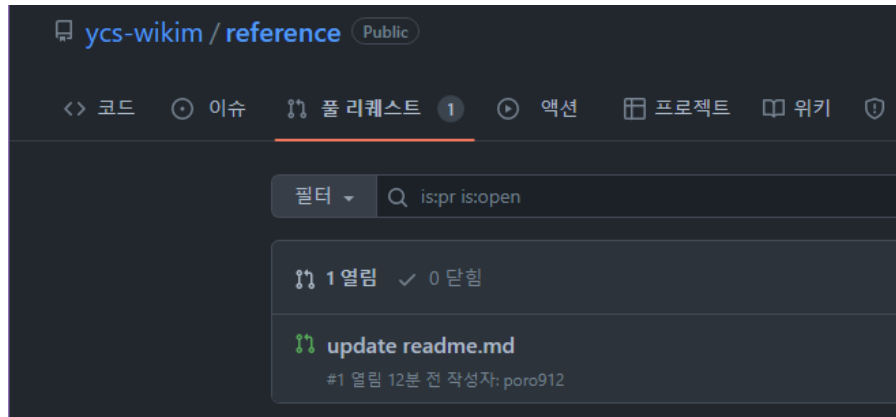 ycs-wikim / reference Public
코드 이슈 풀 리퀘스트 1 액션 프로젝트 위키
필터 is:pr is:open
1 열림 0 닫힘
update readme.md
#1 열림 12분 전 작성자: poro912